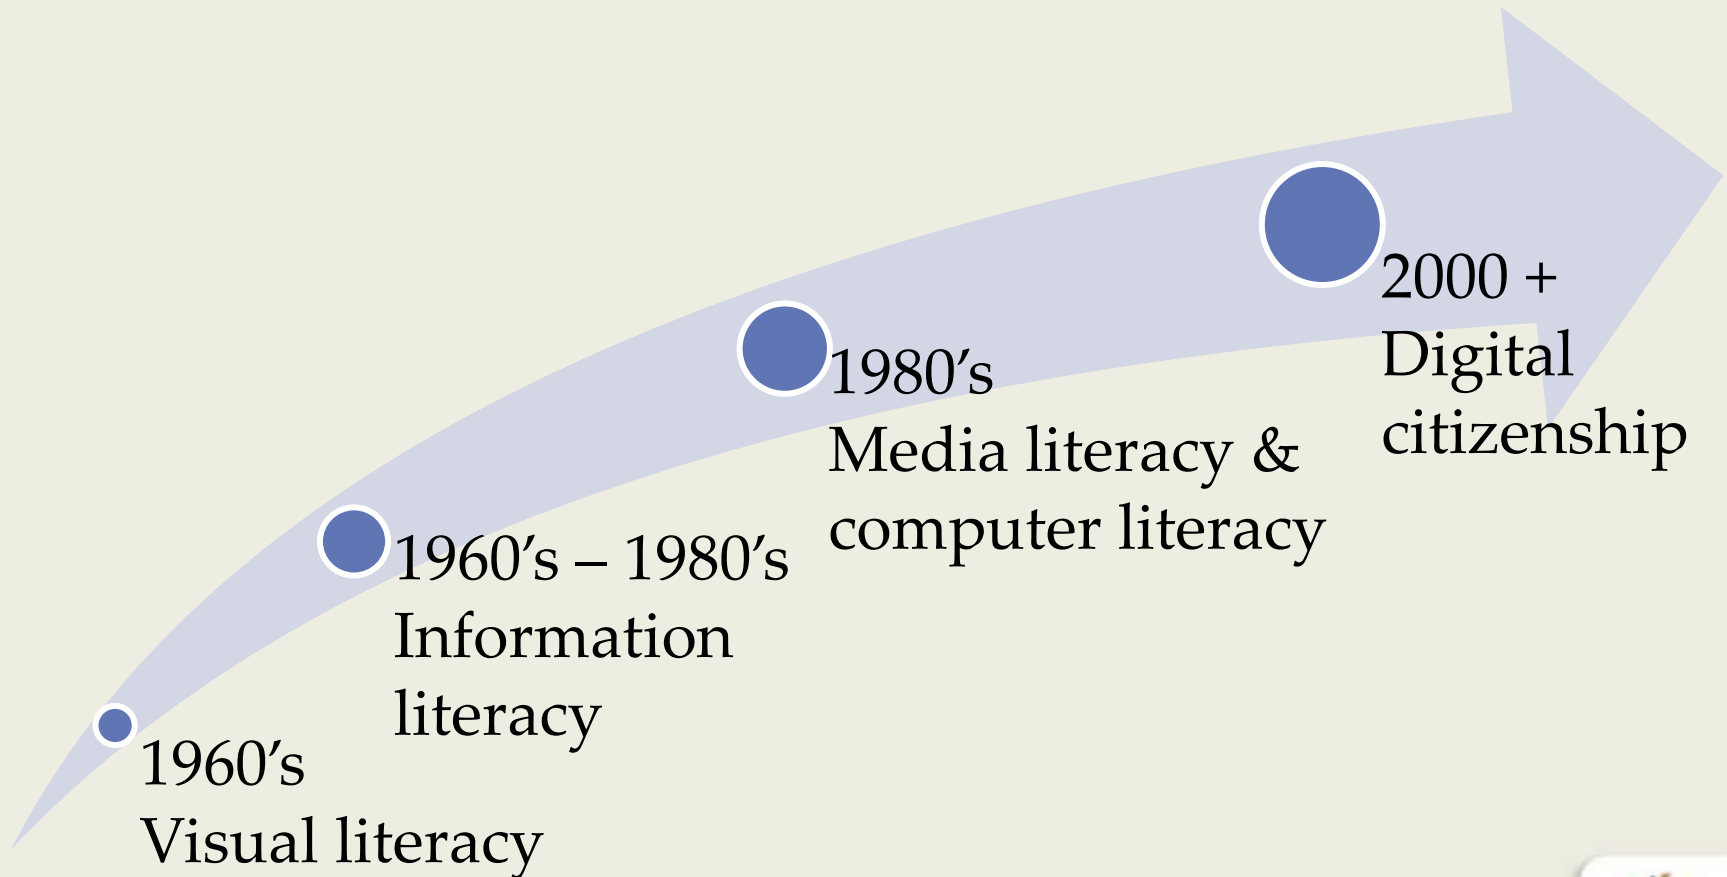 1960’s
Visual literacy
1960’s – 1980’s
Information
literacy
1980’s
Media literacy &
computer literacy
2000 +
Digital
citizenship